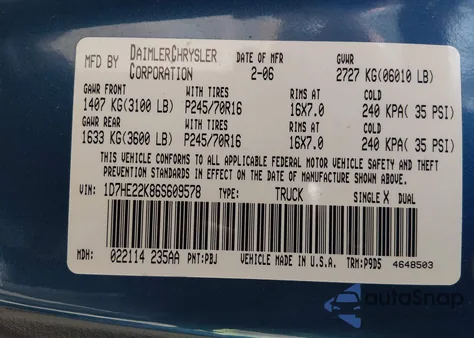 MFD BY DAIMLERCHRYSLER CORPORATION DATE OF MFR 2-06 GVWR 2727 KG(06010 LB)
GAWR FRONT WITH TIRES RIMS AT COLD
1407 KG(3100 LB) P245/70R16 16X7.0 240 KPA( 35 PSI)
GAWR REAR WITH TIRES RIMS AT COLD
1633 KG(3600 LB) P245/70R16 16X7.0 240 KPA( 35 PSI)
THIS VEHICLE CONFORMS TO ALL APPLICABLE FEDERAL MOTOR VEHICLE SAFETY AND THEFT
PREVENTION STANDARDS IN EFFECT ON THE DATE OF MANUFACTURE SHOWN ABOVE.
VIN: 1D7HE22K86S609578 TYPE: TRUCK SINGLE X DUAL
MDH: 022114 235AA PNT:PBJ VEHICLE MADE IN U.S.A. TRM:P9D5 4648503
autoSnap